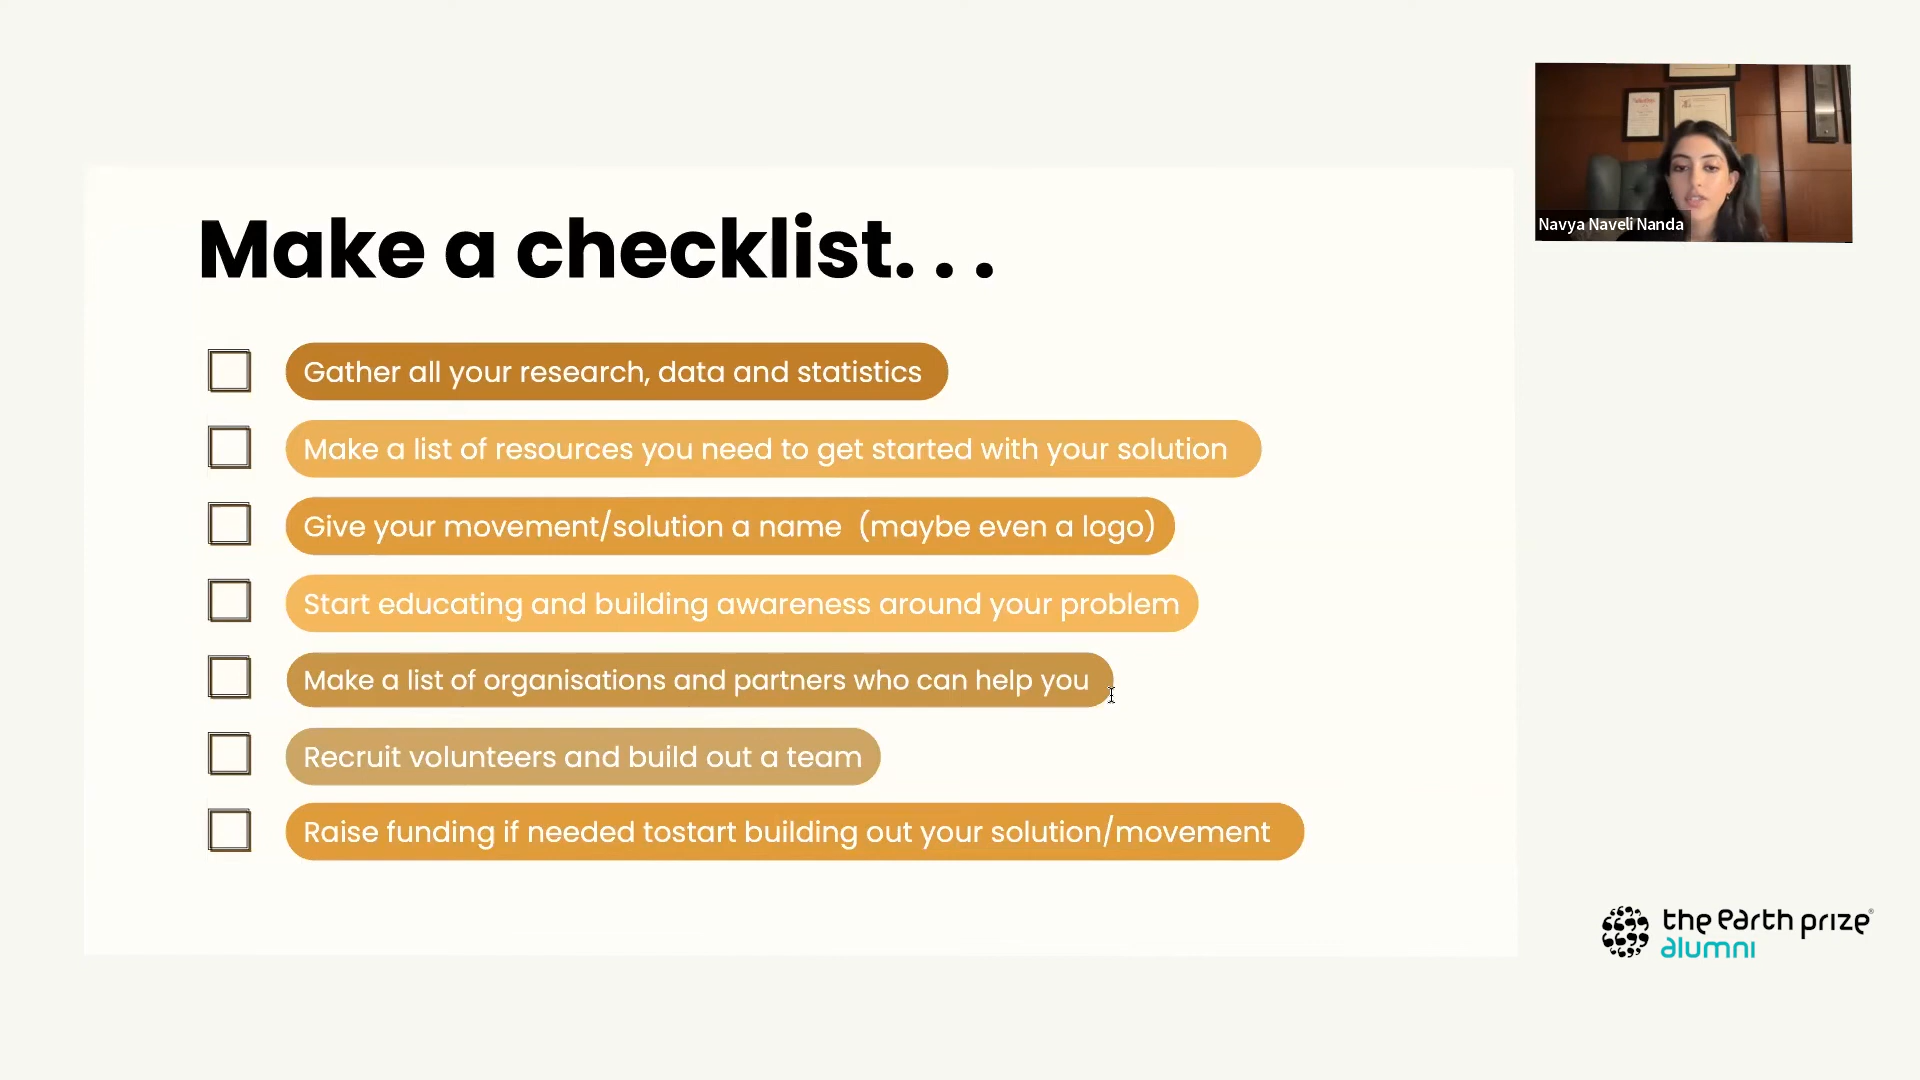 Navya Naveli Nanda
Make a checklist. . .
Gather all your research, data and statistics
Make a list of resources you need to get started with your solution
Give your movement/solution a name (maybe even a logo)
Start educating and building awareness around your problem
Make a list of organisations and partners who can help you
Recruit volunteers and build out a team
Raise funding if needed tostart building out your solution/movement
the earth prize®
alumni